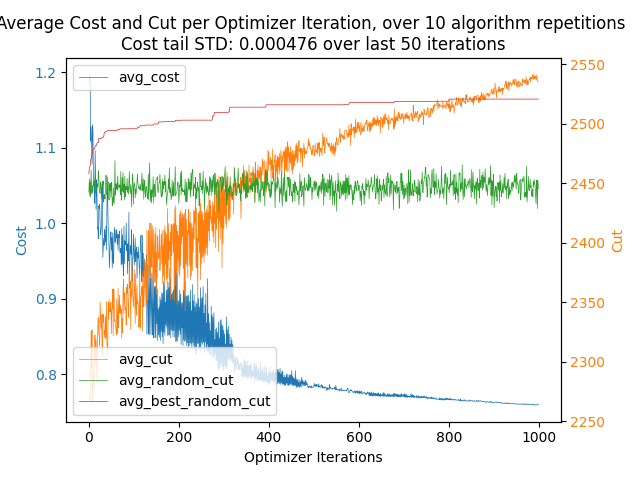 Average Cost and Cut per Optimizer Iteration, over 10 algorithm repetitions
Cost tail STD: 0.000476 over last 50 iterations
avg_cost
1.2
1.1
1.0
0.9
0.8
Cost
2550
2500
2450
2400
2350
2300
2250
Cut
avg_cut
avg_random_cut
avg_best_random_cut
0 200 400 600 800 1000
Optimizer Iterations